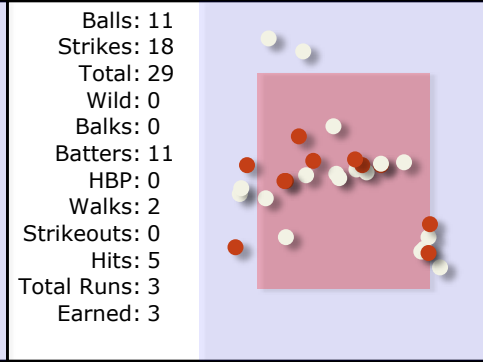 Balls: 11
Strikes: 18
Total: 29
Wild: 0
Balks: 0
Batters: 11
HBP: 0
Walks: 2
Strikeouts: 0
Hits: 5
Total Runs: 3
Earned: 3